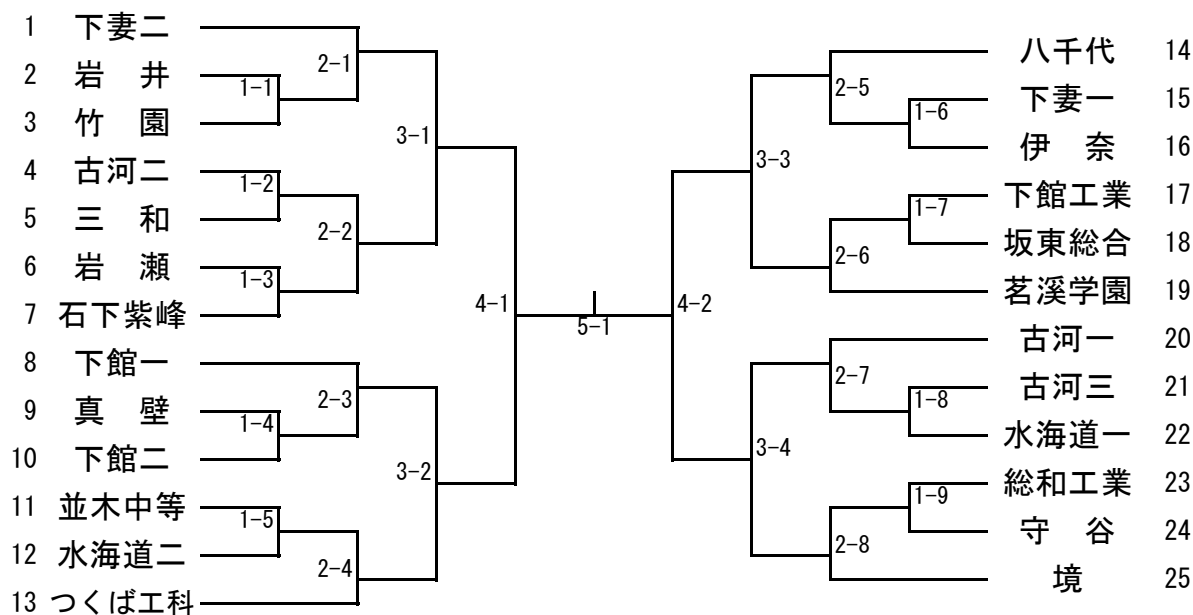 1 下妻二
2 岩　井
3 竹　園
4 古河二
5 三　和
6 岩　瀬
7 石下紫峰
8 下館一
9 真　壁
10 下館二
11 並木中等
12 水海道二
13 つくば工科
1-1
1-2
1-3
1-4
1-5
2-1
2-2
2-3
2-4
3-1
3-2
4-1
5-1
4-2
3-3
3-4
2-5
2-6
2-7
2-8
1-6
1-7
1-8
1-9
八千代 14
下妻一 15
伊　奈 16
下館工業 17
坂東総合 18
茗溪学園 19
古河一 20
古河三 21
水海道一 22
総和工業 23
守　谷 24
境 25